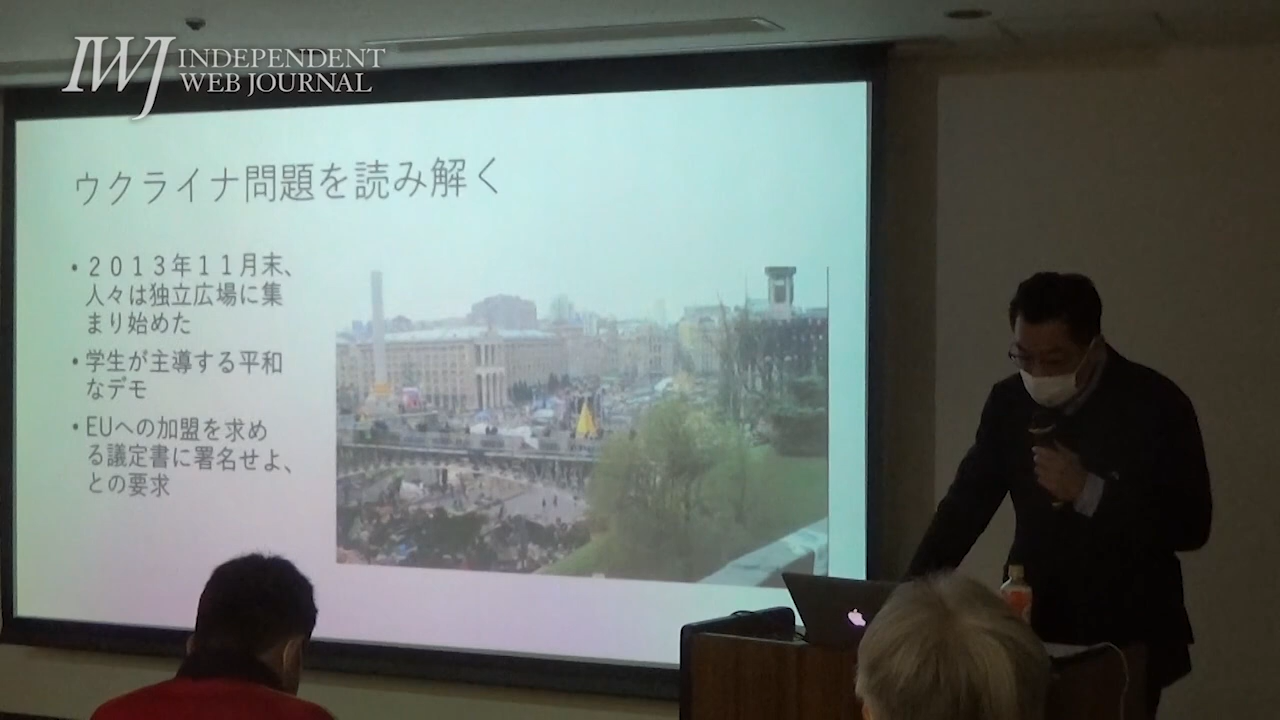 IWJ INDEPENDENT
WEB JOURNAL
ウクライナ問題を読み解く
・２０１３年１１月末、
人々は独立広場に集
まり始めた
・学生が主導する平和
なデモ
・EUへの加盟を求め
る議定書に署名せよ、
との要求